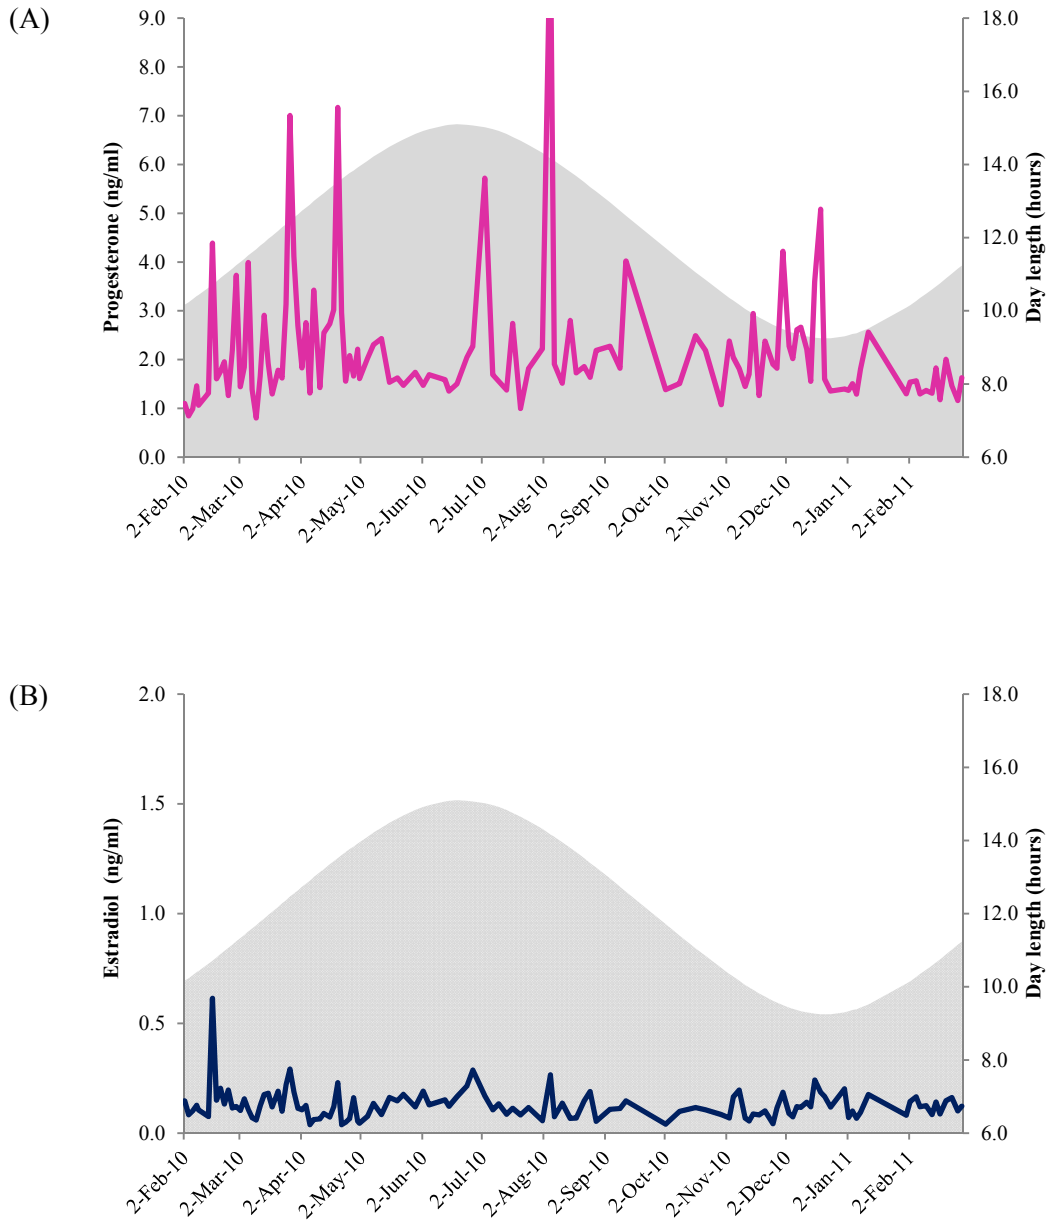 (A)
9.0
8.0
7.0
6.0
5.0
4.0
3.0
2.0
1.0
0.0
Progesterone (ng/ml)
18.0
16.0
14.0
12.0
10.0
8.0
6.0
Day length (hours)
2-Feb-10
2-Mar-10
2-Apr-10
2-May-10
2-Jun-10
2-Jul-10
2-Aug-10
2-Sep-10
2-Oct-10
2-Nov-10
2-Dec-10
2-Jan-11
2-Feb-11
(B)
2.0
1.5
1.0
0.5
0.0
Estradiol (ng/ml)
18.0
16.0
14.0
12.0
10.0
8.0
6.0
Day length (hours)
2-Feb-10
2-Mar-10
2-Apr-10
2-May-10
2-Jun-10
2-Jul-10
2-Aug-10
2-Sep-10
2-Oct-10
2-Nov-10
2-Dec-10
2-Jan-11
2-Feb-11